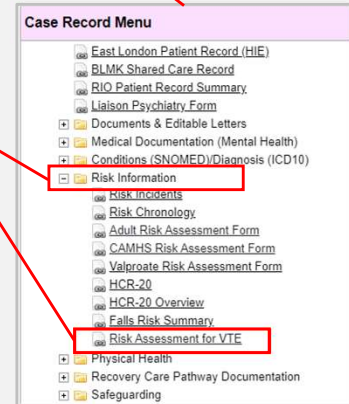 Case Record Menu
East London Patient Record (HIE)
BLMK Shared Care Record
RIO Patient Record Summary
Liaison Psychiatry Form
Documents & Editable Letters
Medical Documentation (Mental Health)
Conditions (SNOMED)/Diagnosis (ICD10)
Risk Information
Risk Incidents
Risk Chronology
Adult Risk Assessment Form
CAMHS Risk Assessment Form
Valproate Risk Assessment Form
HCR-20
HCR-20 Overview
Falls Risk Summary
Risk Assessment for VTE
Physical Health
Recovery Care Pathway Documentation
Safeguarding